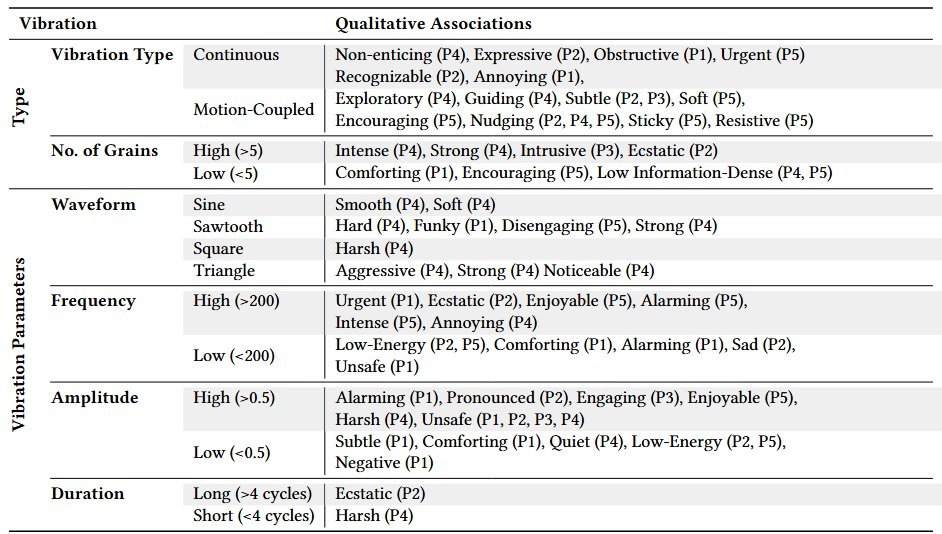 Vibration Qualitative Associations
Type
Vibration Type Continuous Non-enticing (P4), Expressive (P2), Obstructive (P1), Urgent (P5)
Recognizable (P2), Annoying (P1),
Motion-Coupled Exploratory (P4), Guiding (P4), Subtle (P2, P3), Soft (P5),
Encouraging (P5), Nudging (P2, P4, P5), Sticky (P5), Resistive (P5)
No. of Grains High (>5) Intense (P4), Strong (P4), Intrusive (P3), Ecstatic (P2)
Low (<5) Comforting (P1), Encouraging (P5), Low Information-Dense (P4, P5)
Vibration Parameters
Waveform Sine Smooth (P4), Soft (P4)
Sawtooth Hard (P4), Funky (P1), Disengaging (P5), Strong (P4)
Square Harsh (P4)
Triangle Aggressive (P4), Strong (P4) Noticeable (P4)
Frequency High (>200) Urgent (P1), Ecstatic (P2), Enjoyable (P5), Alarming (P5),
Intense (P5), Annoying (P4)
Low (<200) Low-Energy (P2, P5), Comforting (P1), Alarming (P1), Sad (P2),
Unsafe (P1)
Amplitude High (>0.5) Alarming (P1), Pronounced (P2), Engaging (P3), Enjoyable (P5),
Harsh (P4), Unsafe (P1, P2, P3, P4)
Low (<0.5) Subtle (P1), Comforting (P1), Quiet (P4), Low-Energy (P2, P5),
Negative (P1)
Duration Long (>4 cycles) Ecstatic (P2)
Short (<4 cycles) Harsh (P4)